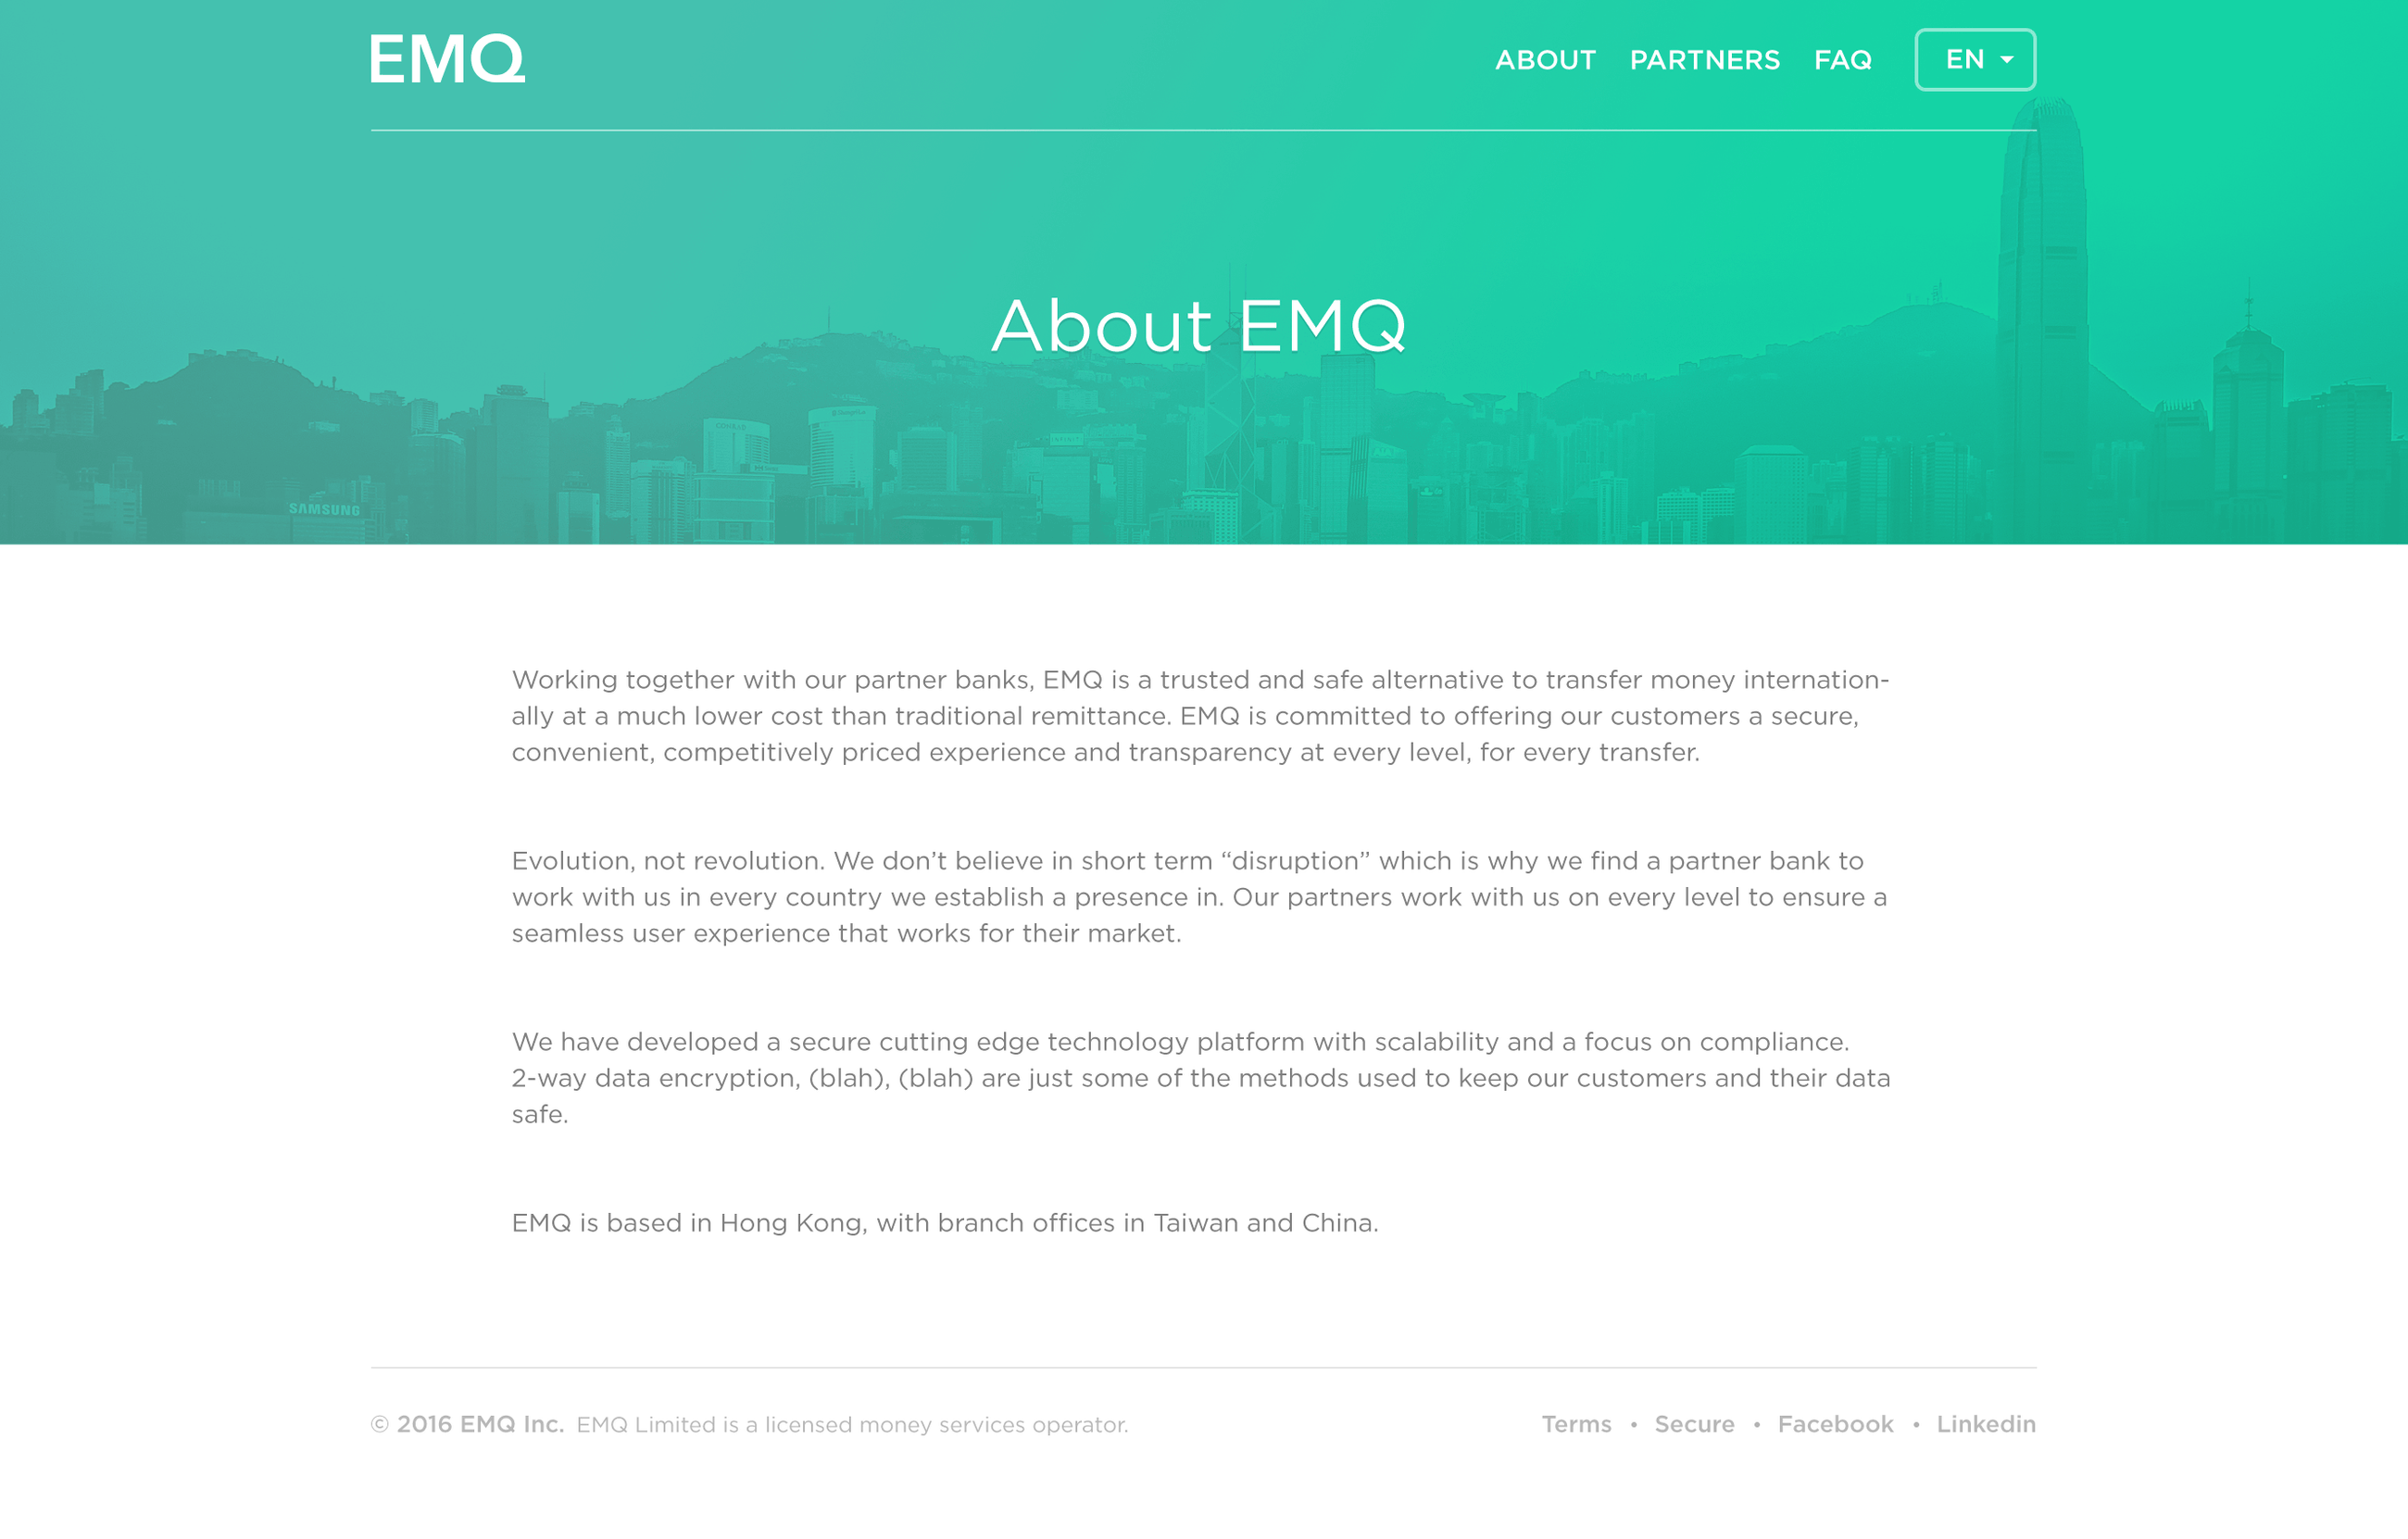 EMQ
ABOUT PARTNERS FAQ EN
About EMQ
CONRAD
AIA
SAMSUNG
Working together with our partner banks, EMQ is a trusted and safe alternative to transfer money internation-
ally at a much lower cost than traditional remittance. EMQ is committed to offering our customers a secure,
convenient, competitively priced experience and transparency at every level, for every transfer.
Evolution, not revolution. We don’t believe in short term “disruption” which is why we find a partner bank to
work with us in every country we establish a presence in. Our partners work with us on every level to ensure a
seamless user experience that works for their market.
We have developed a secure cutting edge technology platform with scalability and a focus on compliance.
2-way data encryption, (blah), (blah) are just some of the methods used to keep our customers and their data
safe.
EMQ is based in Hong Kong, with branch offices in Taiwan and China.
© 2016 EMQ Inc. EMQ Limited is a licensed money services operator.
Terms • Secure • Facebook • Linkedin